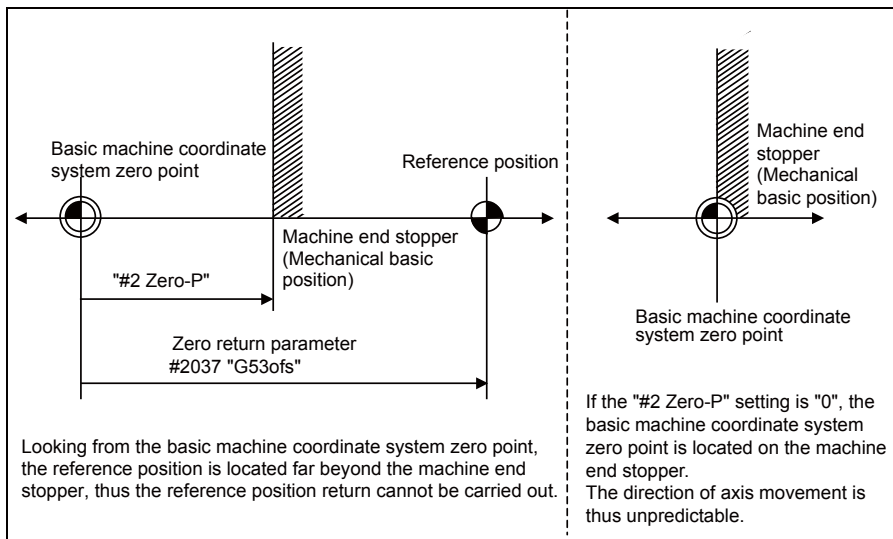 Basic machine coordinate
system zero point
Reference position
Machine end stopper
(Mechanical basic
position)
"#2 Zero-P"
Zero return parameter
#2037 "G53ofs"
Looking from the basic machine coordinate system zero point,
the reference position is located far beyond the machine end
stopper, thus the reference position return cannot be carried out.
Machine end
stopper
(Mechanical
basic position)
Basic machine coordinate
system zero point
If the "#2 Zero-P" setting is "0", the
basic machine coordinate system
zero point is located on the machine
end stopper.
The direction of axis movement is
thus unpredictable.